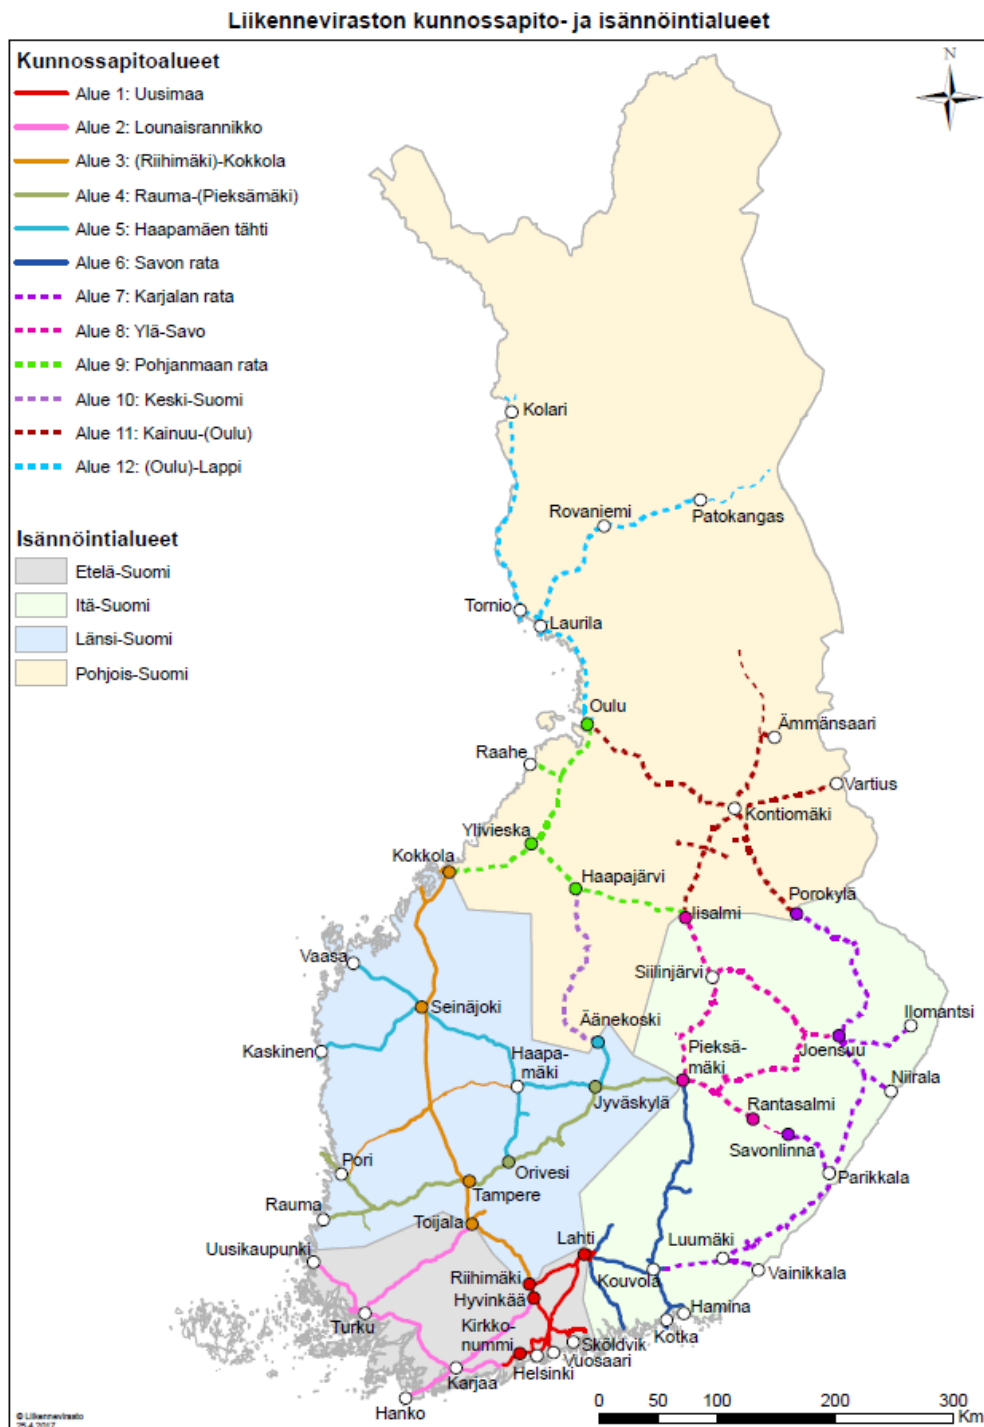 Liikenneviraston kunnossapito- ja isännöintialueet
Kunnossapitoalueet
Alue 1: Uusimaa
Alue 2: Lounaisrannikko
Alue 3: (Riihimäki)-Kokkola
Alue 4: Rauma-(Pieksämäki)
Alue 5: Haapamäen tähti
Alue 6: Savon rata
Alue 7: Karjalan rata
Alue 8: Ylä-Savo
Alue 9: Pohjanmaan rata
Alue 10: Keski-Suomi
Alue 11: Kainuu-(Oulu)
Alue 12: (Oulu)-Lappi
Isännöintialueet
Etelä-Suomi
Itä-Suomi
Länsi-Suomi
Pohjois-Suomi
N
Kolari
Rovaniemi
Patokangas
Tornio
Laurila
Oulu
Ämmänsaari
Raahe
Vartius
Kontiomäki
Ylivieska
Kokkola
Haapajärvi
Porokylä
Iisalmi
Vaasa
Siilinjärvi
Seinäjoki
Ilomantsi
Äänekoski
Kaskinen
Haapa-
mäki
Pieksä-
mäki
Joensuu
Niirala
Jyväskylä
Rantasalmi
Savonlinna
Pori
Orivesi
Parikkala
Tampere
Rauma
Toijala
Lahti
Luumäki
Uusikaupunki
Riihimäki
Kouvola
Vainikkala
Hyvinkää
Turku
Kirkko-
nummi
Hamina
Sköldvik
Kotka
Vuosaari
Helsinki
Karjaa
Hanko
0 50 100 200 300
Km
© Liikennevirasto
25.4.2017